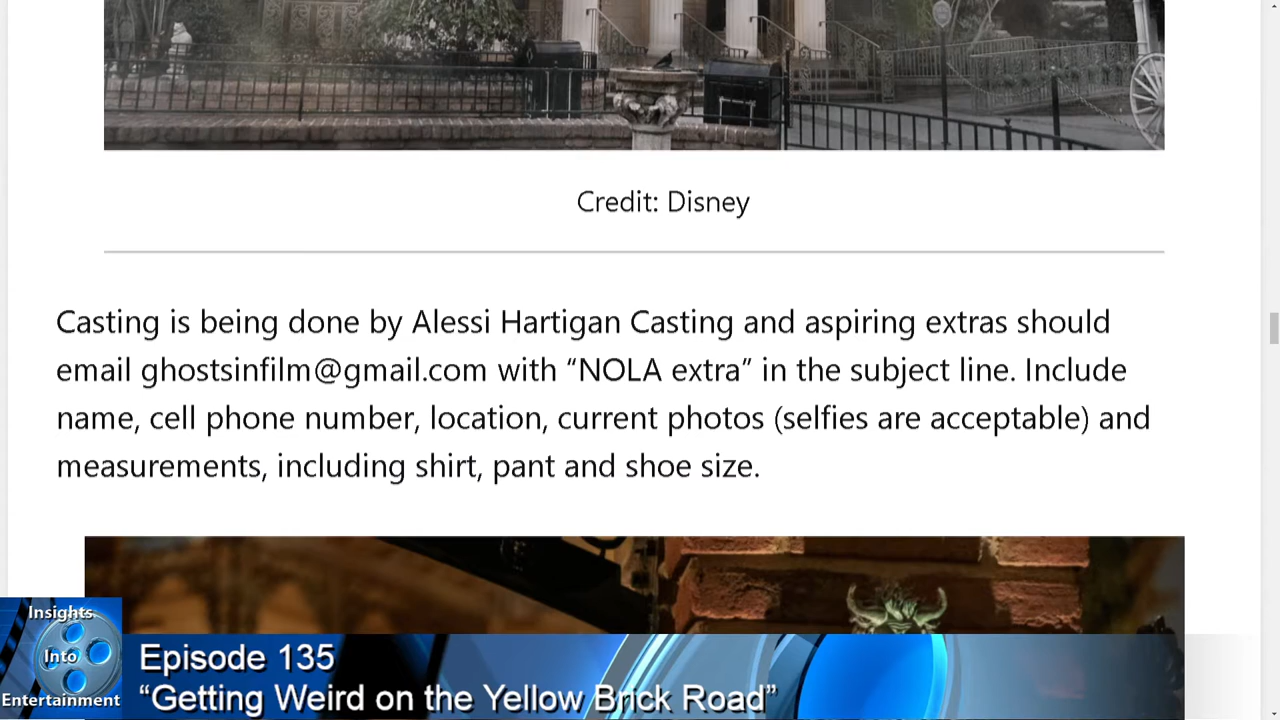 Credit: Disney
Casting is being done by Alessi Hartigan Casting and aspiring extras should
email ghostsinfilm@gmail.com with “NOLA extra” in the subject line. Include
name, cell phone number, location, current photos (selfies are acceptable) and
measurements, including shirt, pant and shoe size.
Insights
Into
Entertainment
Episode 135
“Getting Weird on the Yellow Brick Road”